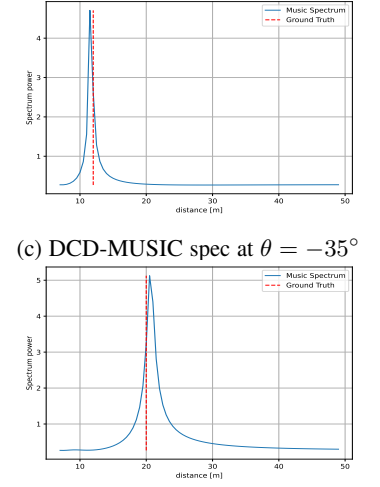 Music Spectrum
Ground Truth
Spectrum power
4
3
2
1
10 20 30 40 50
distance [m]
(c) DCD-MUSIC spec at θ = −35°
Music Spectrum
Ground Truth
Spectrum power
5
4
3
2
1
10 20 30 40 50
distance [m]